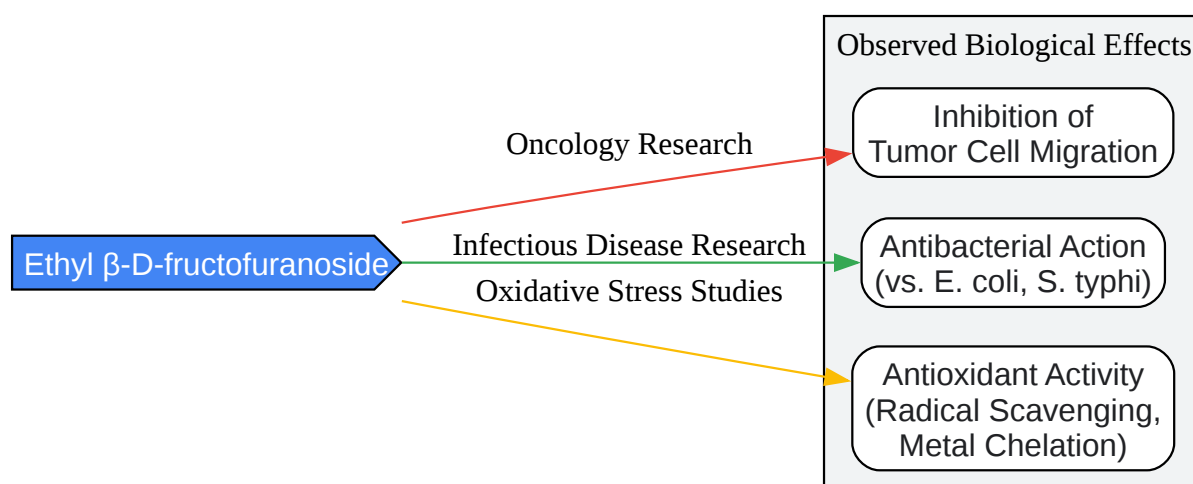 Observed Biological Effects
Inhibition of
Tumor Cell Migration
Oncology Research
Ethyl β-D-fructofuranoside
Infectious Disease Research
Antibacterial Action
(vs. E. coli, S. typhi)
Oxidative Stress Studies
Antioxidant Activity
(Radical Scavenging,
Metal Chelation)